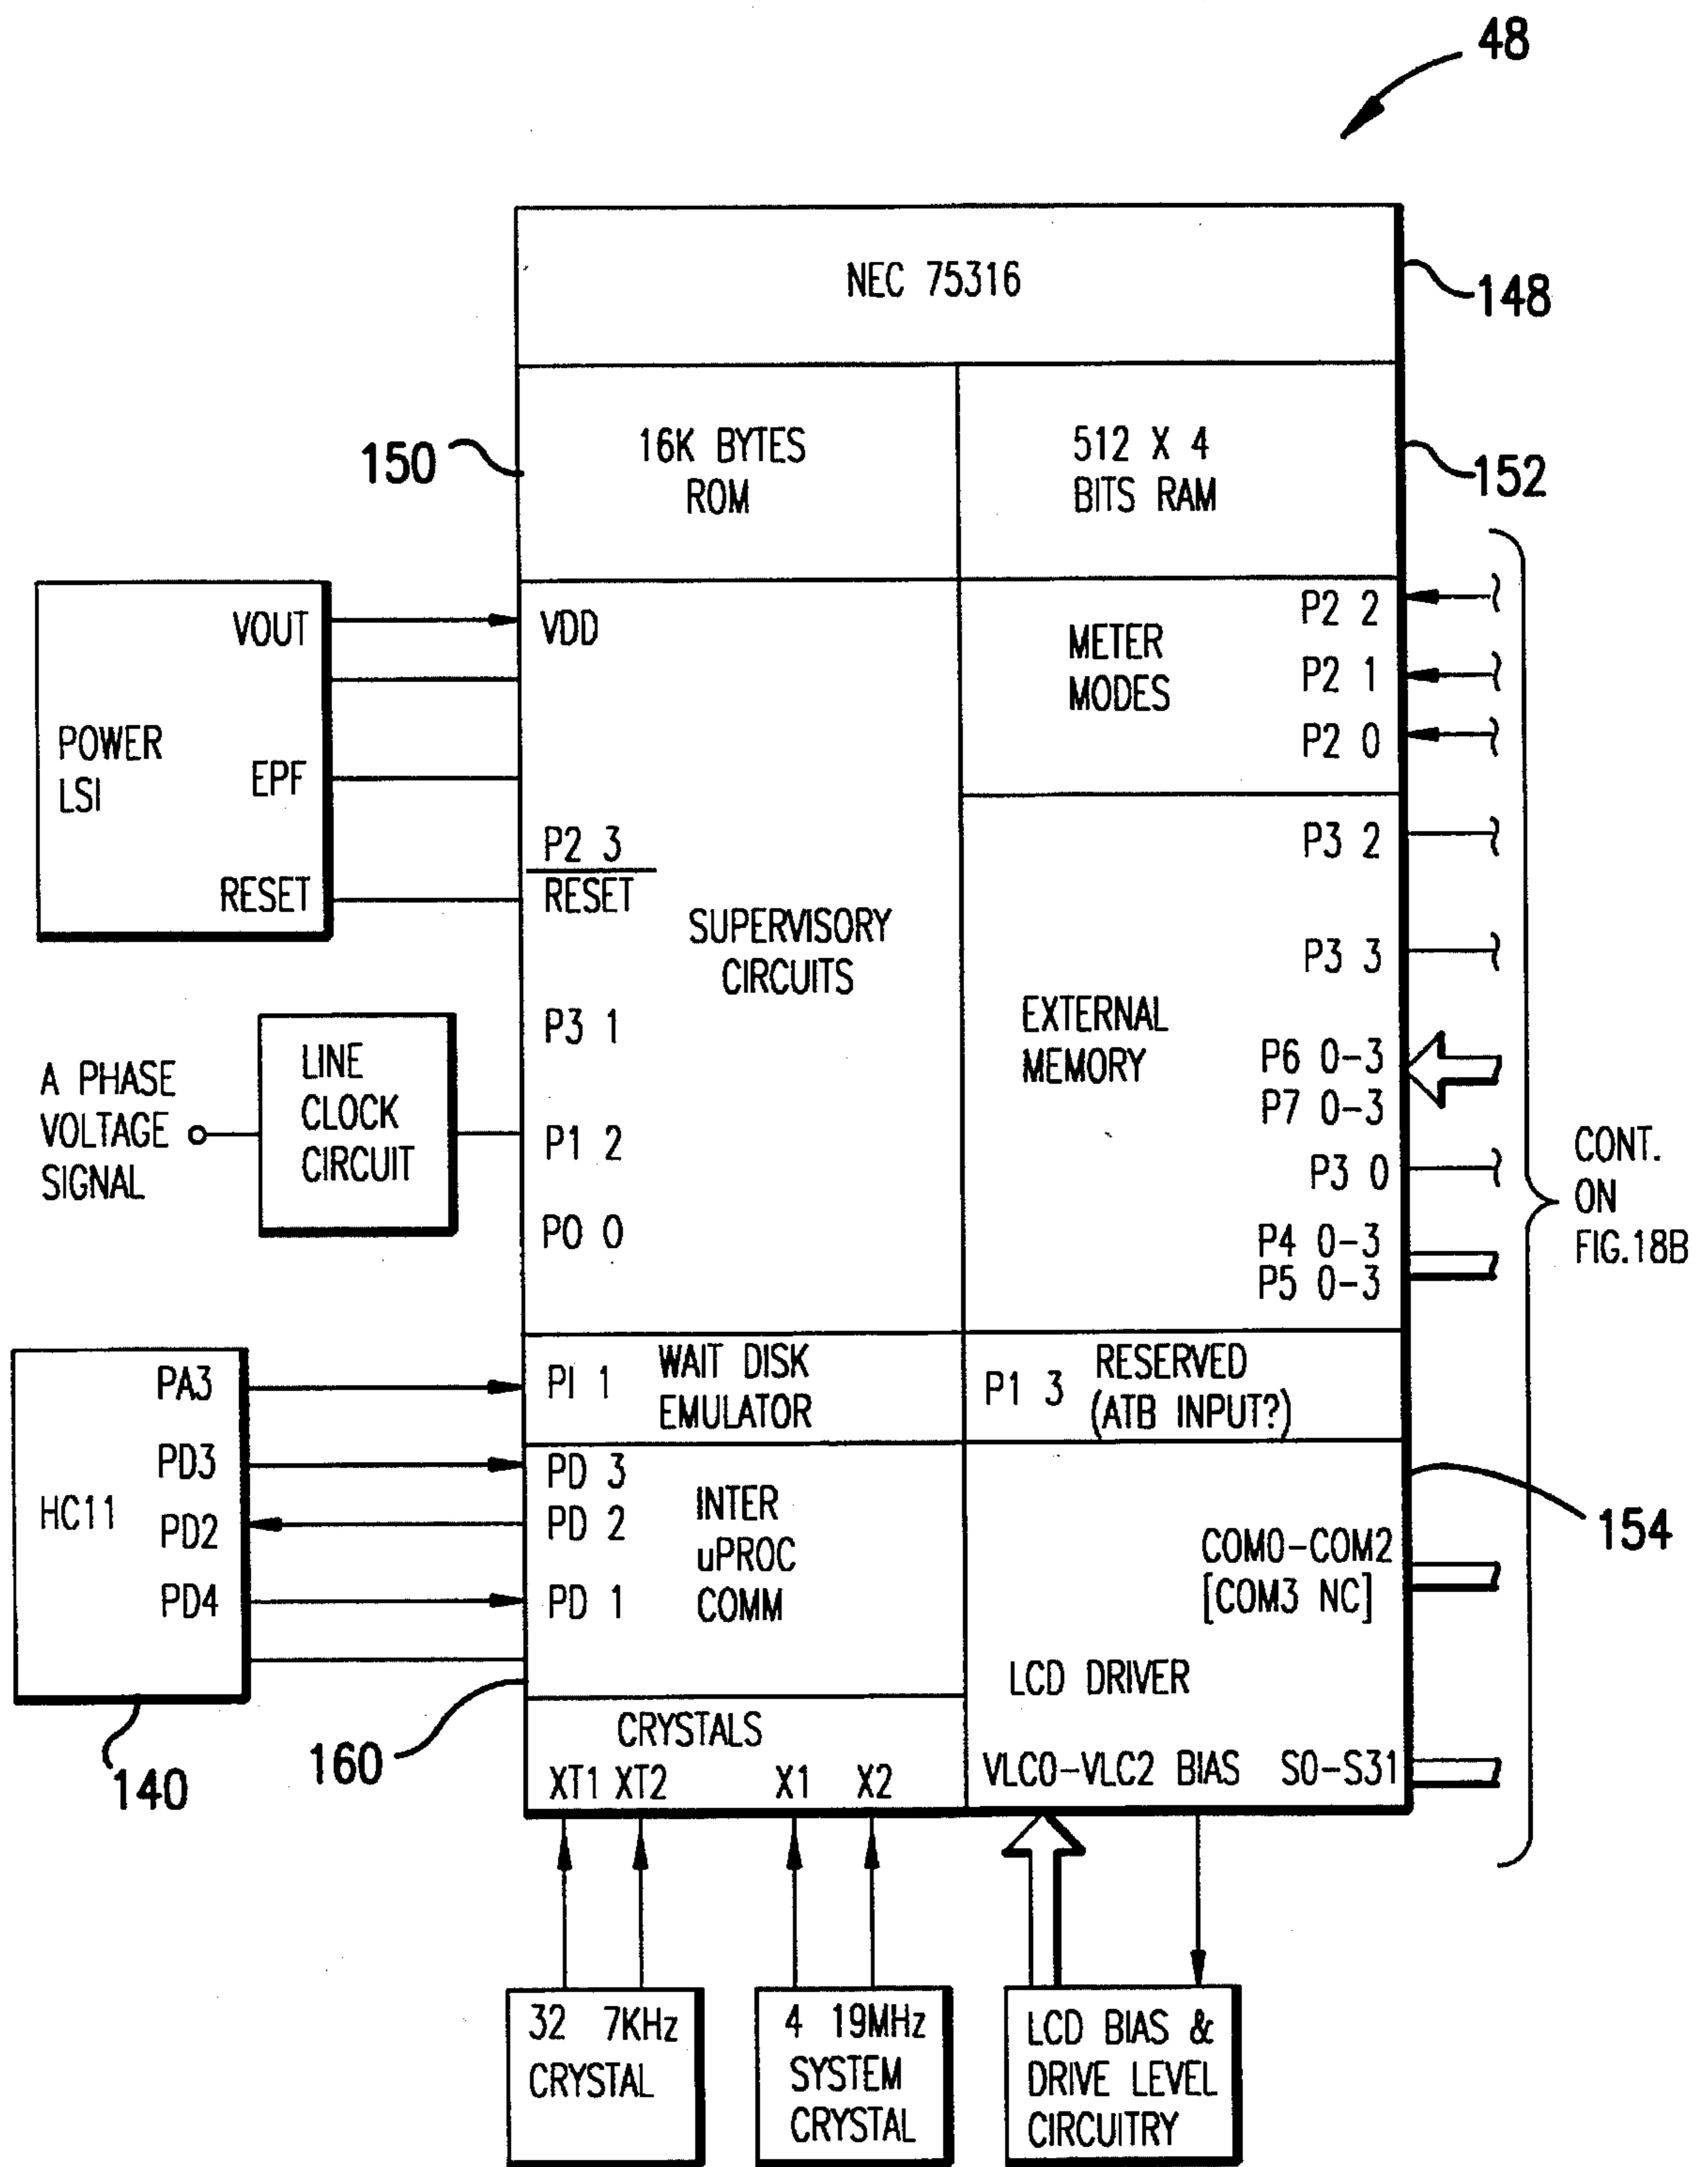 48
NEC 75316
148
150
16K BYTES
ROM
512 X 4
BITS RAM
152
POWER
LSI
VOUT
EPF
RESET
VDD
P2 3
RESET
P3 1
P1 2
PO 0
SUPERVISORY
CIRCUITS
METER
MODES
P2 2
P2 1
P2 0
EXTERNAL
MEMORY
P3 2
P3 3
P6 0-3
P7 0-3
P3 0
P4 0-3
P5 0-3
CONT.
ON
FIG.18B
A PHASE
VOLTAGE
SIGNAL
LINE
CLOCK
CIRCUIT
HC11
PA3
PD3
PD2
PD4
140
PI 1
WAIT DISK
EMULATOR
P1 3
RESERVED
(ATB INPUT?)
PD 3
PD 2
PD 1
INTER
uPROC
COMM
160
154
COM0-COM2
[COM3 NC]
LCD DRIVER
VLC0-VLC2 BIAS S0-S31
CRYSTALS
XT1 XT2 X1 X2
32 7KHz
CRYSTAL
4 19MHz
SYSTEM
CRYSTAL
LCD BIAS &
DRIVE LEVEL
CIRCUITRY